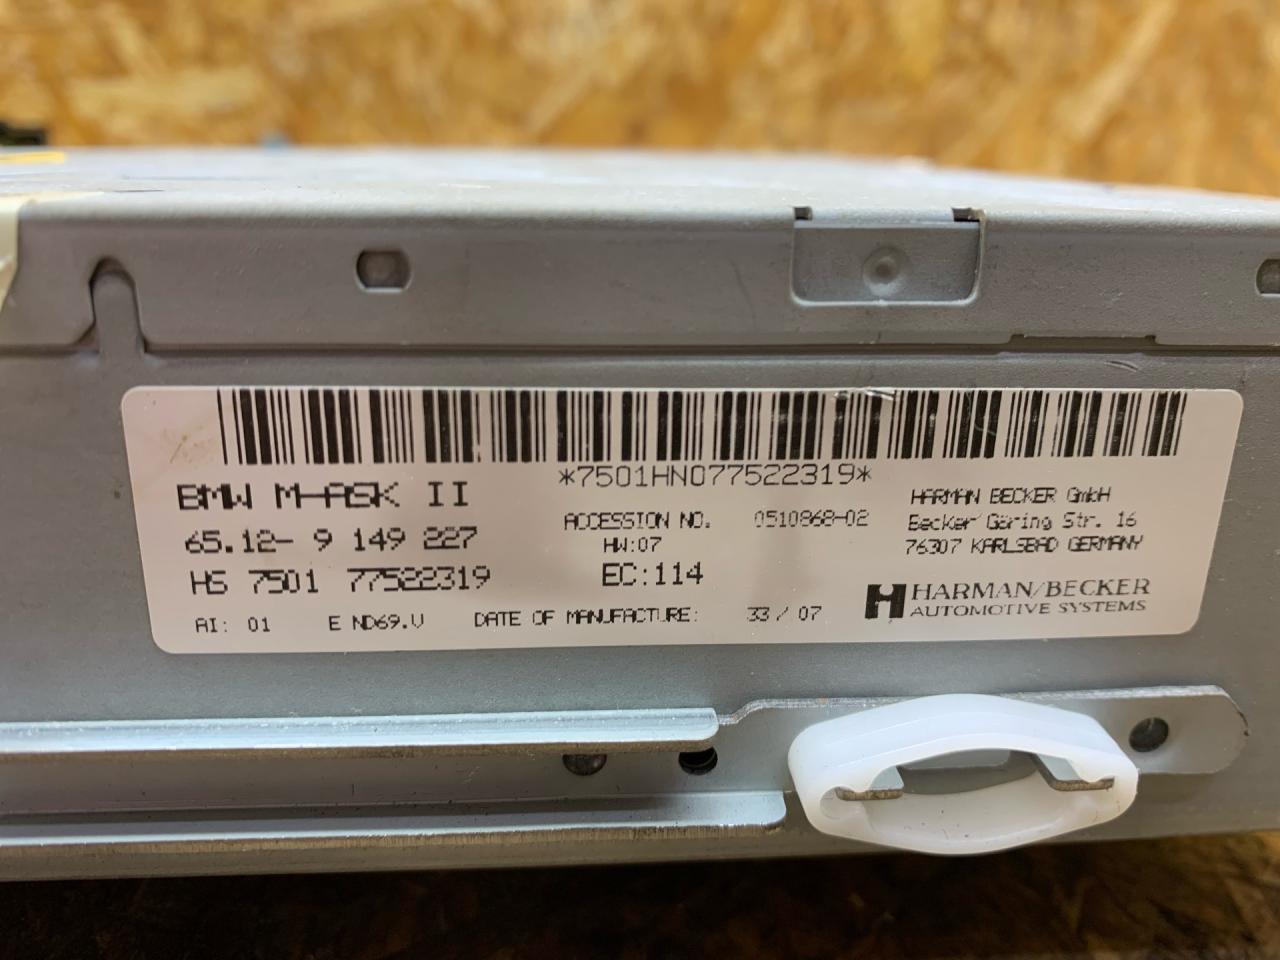 *7501HN077522319*
BMW M-ASK II
65.12- 9 149 227
HS 7501 77522319
AI: 01 E ND69.V
ACCESSION NO. 0510868-02
HW:07
EC:114
DATE OF MANUFACTURE: 33 / 07
HARMAN BECKER GmbH
Becker Göring Str. 16
76307 KARLSBAD GERMANY
HARMAN/BECKER
AUTOMOTIVE SYSTEMS